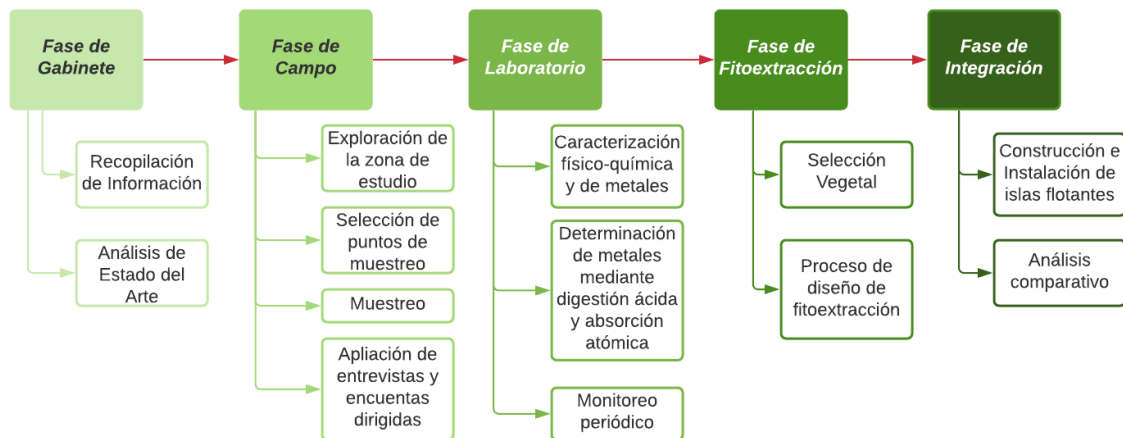 Fase de
Gabinete
Fase de
Campo
Fase de
Laboratorio
Fase de
Fitoextracción
Fase de
Integración
Recopilación
de Información
Análisis de
Estado del
Arte
Exploración de
la zona de
estudio
Selección de
puntos de
muestreo
Muestreo
Apliación de
entrevistas y
encuentas
dirigidas
Caracterización
físico-química
y de metales
Determinación
de metales
mediante
digestión ácida
y absorción
atómica
Monitoreo
periódico
Selección
Vegetal
Proceso de
diseño de
fitoextracción
Construcción e
Instalación de
islas flotantes
Análisis
comparativo